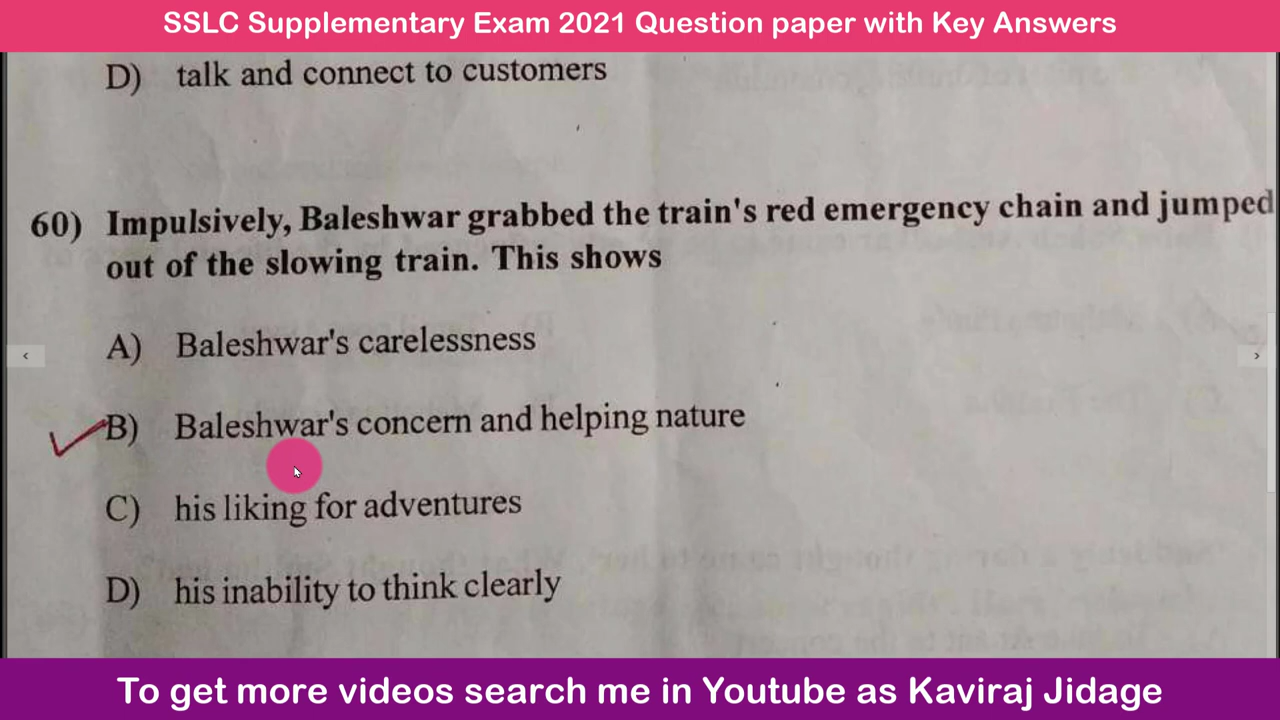 SSLC Supplementary Exam 2021 Question paper with Key Answers
D) talk and connect to customers
60) Impulsively, Baleshwar grabbed the train's red emergency chain and jumped
out of the slowing train. This shows
A) Baleshwar's carelessness
B) Baleshwar's concern and helping nature
C) his liking for adventures
D) his inability to think clearly
To get more videos search me in Youtube as Kaviraj Jidage